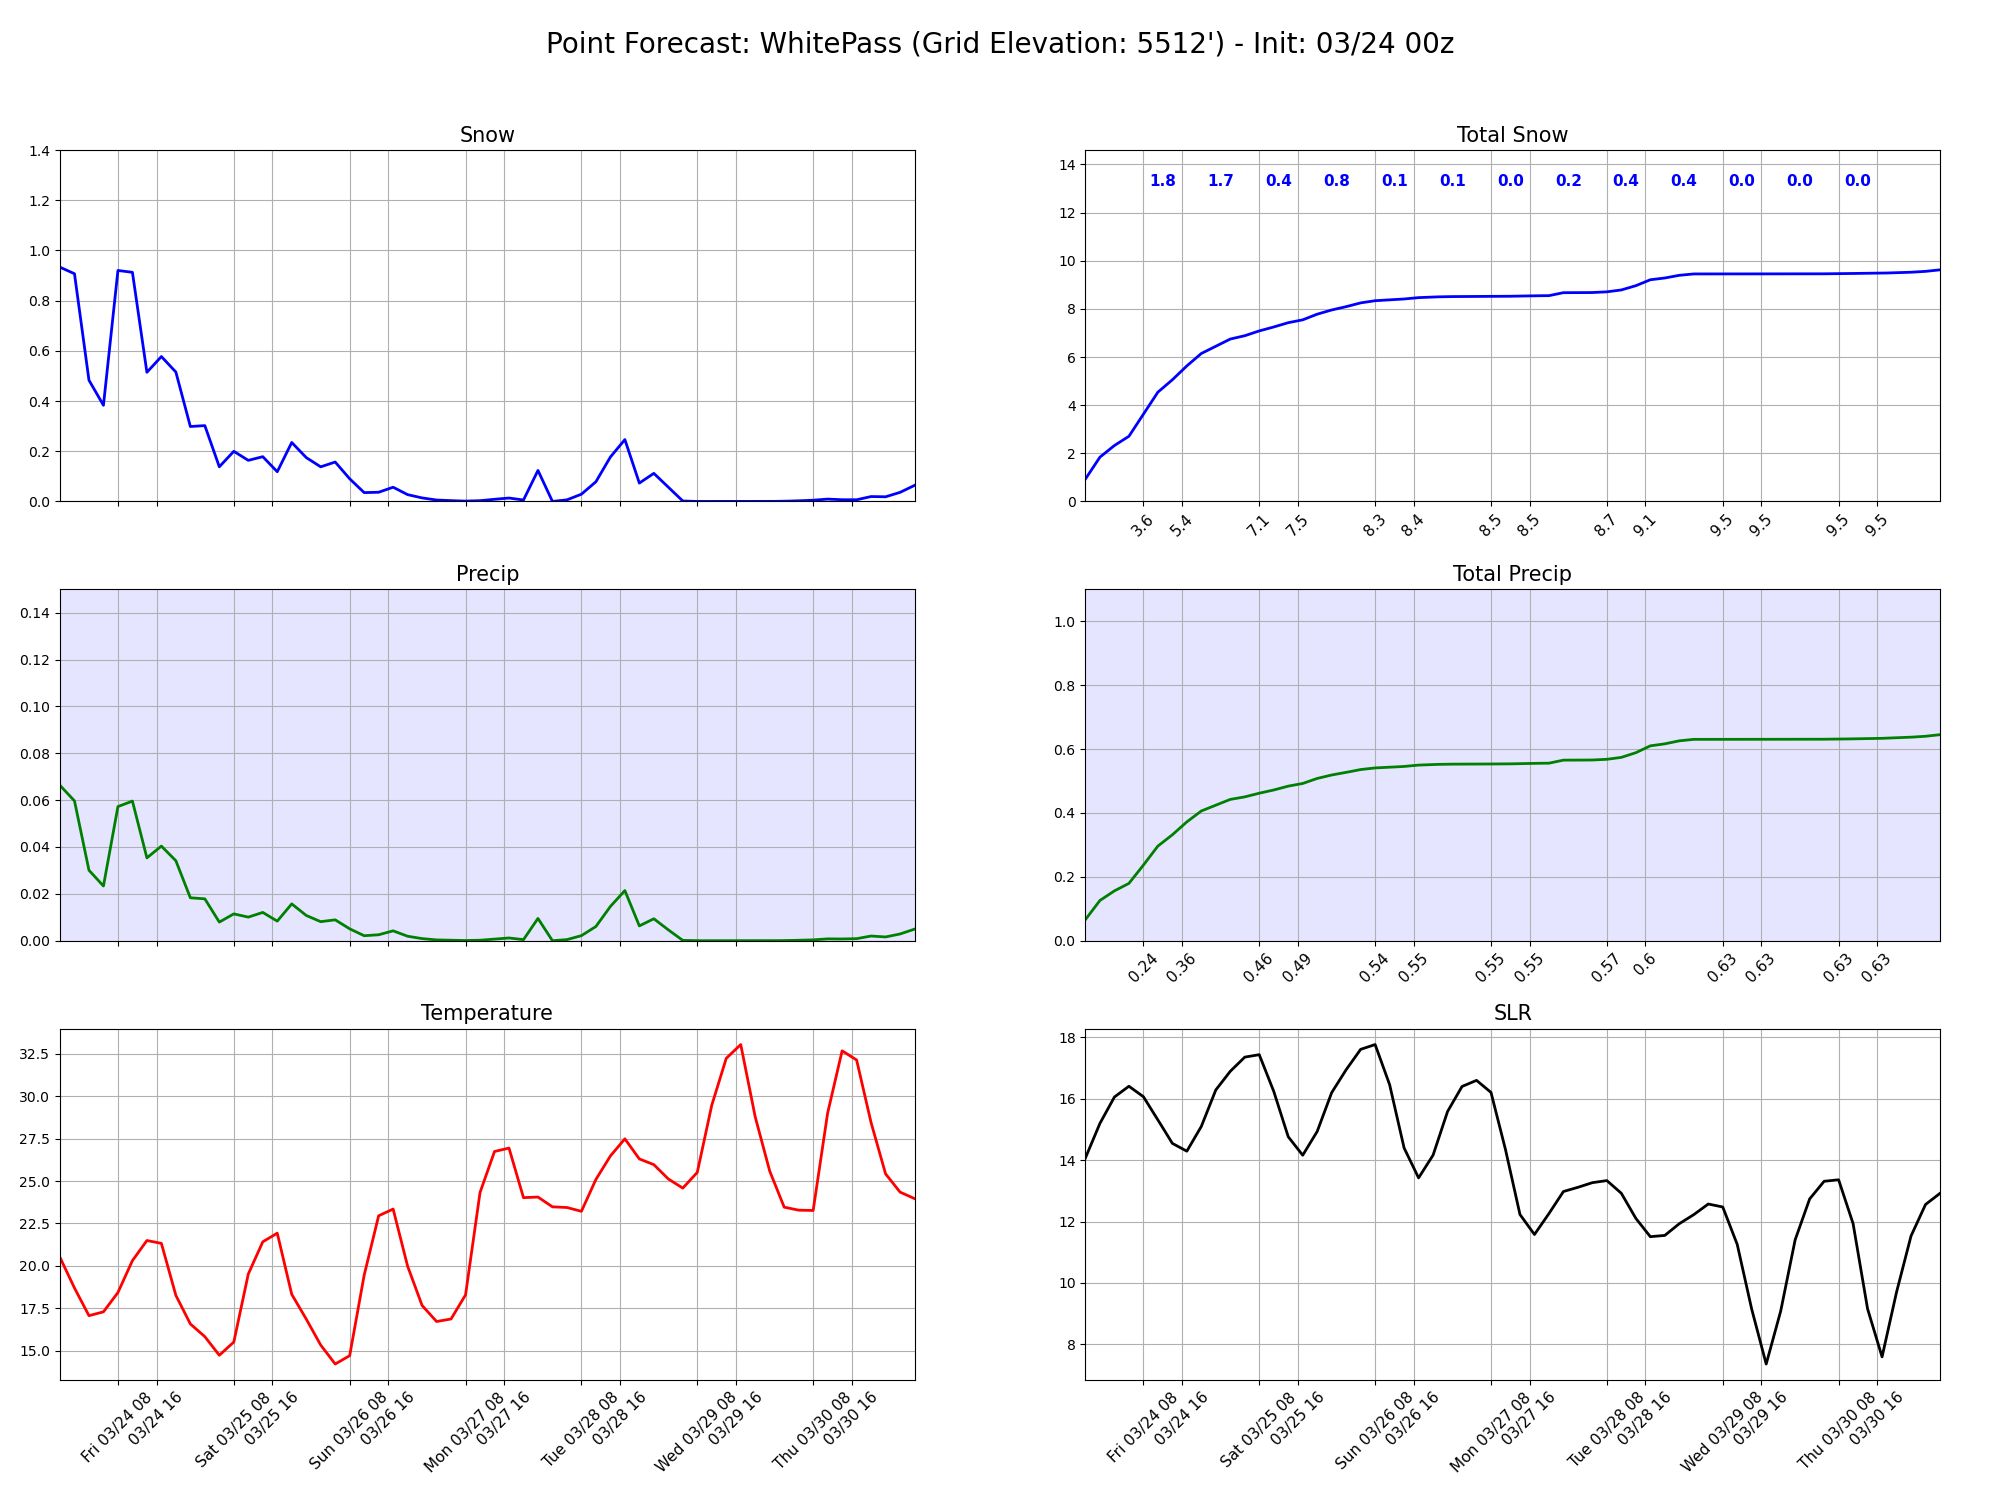 Point Forecast: WhitePass (Grid Elevation: 5512') - Init: 03/24 00z
Snow
1.4
1.2
1.0
0.8
0.6
0.4
0.2
0.0
Total Snow
14
12
10
8
6
4
2
0
1.8 1.7 0.4 0.8 0.1 0.1 0.0 0.2 0.4 0.4 0.0 0.0 0.0
3.6 5.4 7.1 7.5 8.3 8.4 8.5 8.5 8.7 9.1 9.5 9.5 9.5 9.5
Precip
0.14
0.12
0.10
0.08
0.06
0.04
0.02
0.00
Total Precip
1.0
0.8
0.6
0.4
0.2
0.0
0.24 0.36 0.46 0.49 0.54 0.55 0.55 0.55 0.57 0.6 0.63 0.63 0.63 0.63
Temperature
32.5
30.0
27.5
25.0
22.5
20.0
17.5
15.0
Fri 03/24 08
03/24 16
Sat 03/25 08
03/25 16
Sun 03/26 08
03/26 16
Mon 03/27 08
03/27 16
Tue 03/28 08
03/28 16
Wed 03/29 08
03/29 16
Thu 03/30 08
03/30 16
SLR
18
16
14
12
10
8
Fri 03/24 08
03/24 16
Sat 03/25 08
03/25 16
Sun 03/26 08
03/26 16
Mon 03/27 08
03/27 16
Tue 03/28 08
03/28 16
Wed 03/29 08
03/29 16
Thu 03/30 08
03/30 16